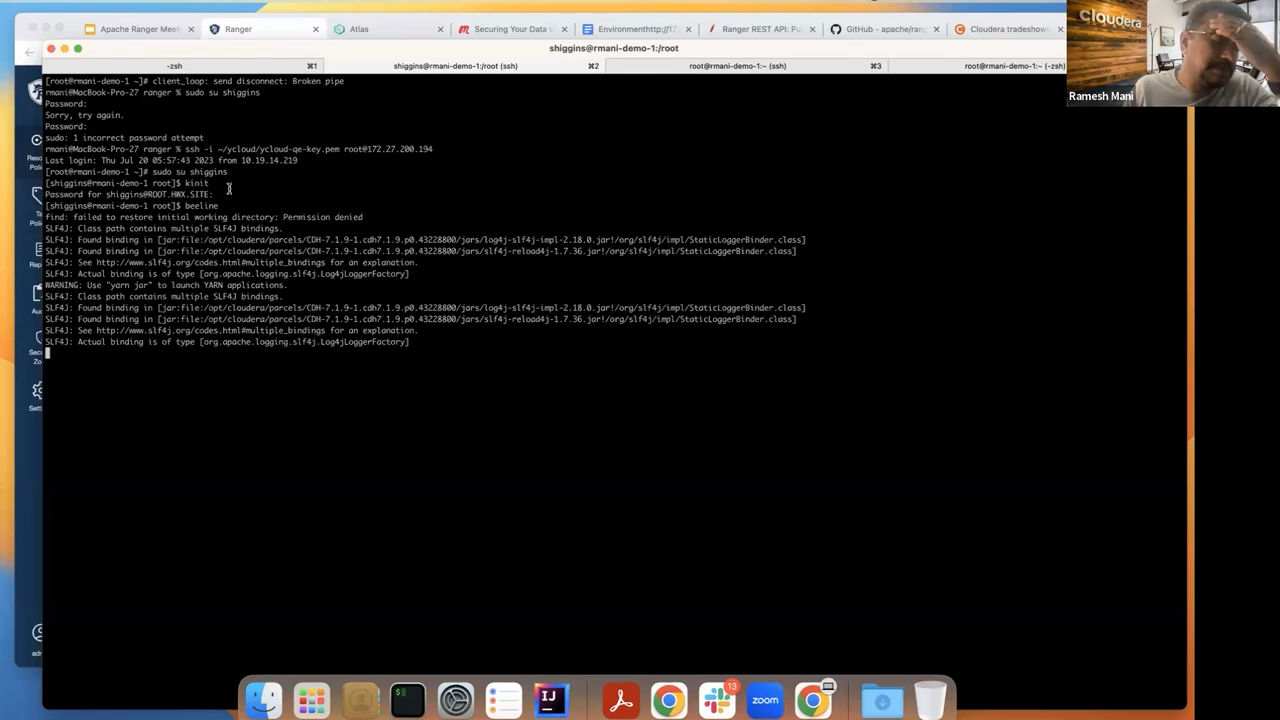 Apache Ranger Meet
Ranger
Atlas
Securing Your Data L
Environmenthttp://17
Ranger REST API: Pu
GitHub - apache/ran
Cloudera tradeshows
cloudera
Ramesh Mani
shiggins@rmani-demo-1:/root
-zsh
⌘1
shiggins@rmani-demo-1:/root (ssh)
⌘2
root@rmani-demo-1:~ (ssh)
⌘3
root@rmani-demo-1:~ (-zsh)
[root@rmani-demo-1 ~]# client_loop: send disconnect: Broken pipe
rmani@MacBook-Pro-27 ranger % sudo su shiggins
Password:
Sorry, try again.
Password:
sudo: 1 incorrect password attempt
rmani@MacBook-Pro-27 ranger % ssh -i ~/ycloud/ycloud-qe-key.pem root@172.27.200.194
Last login: Thu Jul 20 05:57:43 2023 from 10.19.14.219
[root@rmani-demo-1 ~]# sudo su shiggins
[shiggins@rmani-demo-1 root]$ kinit
Password for shiggins@ROOT.HWX.SITE:
[shiggins@rmani-demo-1 root]$ beeline
find: failed to restore initial working directory: Permission denied
SLF4J: Class path contains multiple SLF4J bindings.
SLF4J: Found binding in [jar:file:/opt/cloudera/parcels/CDH-7.1.9-1.cdh7.1.9.p0.43228800/jars/log4j-slf4j-impl-2.18.0.jar!/org/slf4j/impl/StaticLoggerBinder.class]
SLF4J: Found binding in [jar:file:/opt/cloudera/parcels/CDH-7.1.9-1.cdh7.1.9.p0.43228800/jars/slf4j-reload4j-1.7.36.jar!/org/slf4j/impl/StaticLoggerBinder.class]
SLF4J: See http://www.slf4j.org/codes.html#multiple_bindings for an explanation.
SLF4J: Actual binding is of type [org.apache.logging.slf4j.Log4jLoggerFactory]
WARNING: Use "yarn jar" to launch YARN applications.
SLF4J: Class path contains multiple SLF4J bindings.
SLF4J: Found binding in [jar:file:/opt/cloudera/parcels/CDH-7.1.9-1.cdh7.1.9.p0.43228800/jars/log4j-slf4j-impl-2.18.0.jar!/org/slf4j/impl/StaticLoggerBinder.class]
SLF4J: Found binding in [jar:file:/opt/cloudera/parcels/CDH-7.1.9-1.cdh7.1.9.p0.43228800/jars/slf4j-reload4j-1.7.36.jar!/org/slf4j/impl/StaticLoggerBinder.class]
SLF4J: See http://www.slf4j.org/codes.html#multiple_bindings for an explanation.
SLF4J: Actual binding is of type [org.apache.logging.slf4j.Log4jLoggerFactory]
IJ
13
zoom